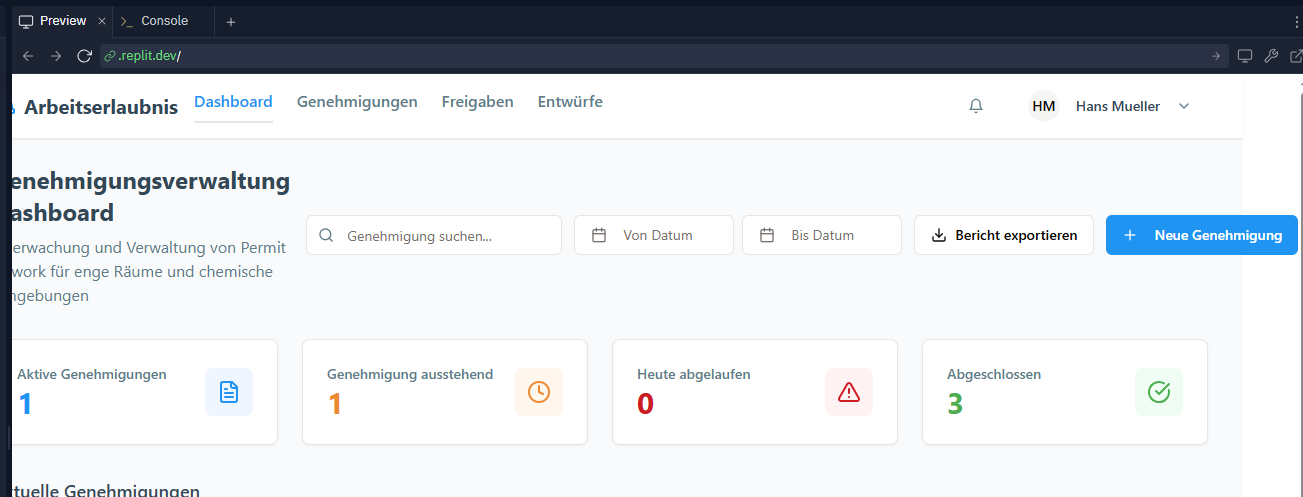 Preview
Console
.replit.dev/
Arbeitserlaubnis
Dashboard
Genehmigungen
Freigaben
Entwürfe
HM
Hans Mueller
enehmigungsverwaltung
ashboard
erwachung und Verwaltung von Permit
work für enge Räume und chemische
ngebungen
Genehmigung suchen...
Von Datum
Bis Datum
Bericht exportieren
Neue Genehmigung
Aktive Genehmigungen
1
Genehmigung ausstehend
1
Heute abgelaufen
0
Abgeschlossen
3
tuelle Genehmigungen